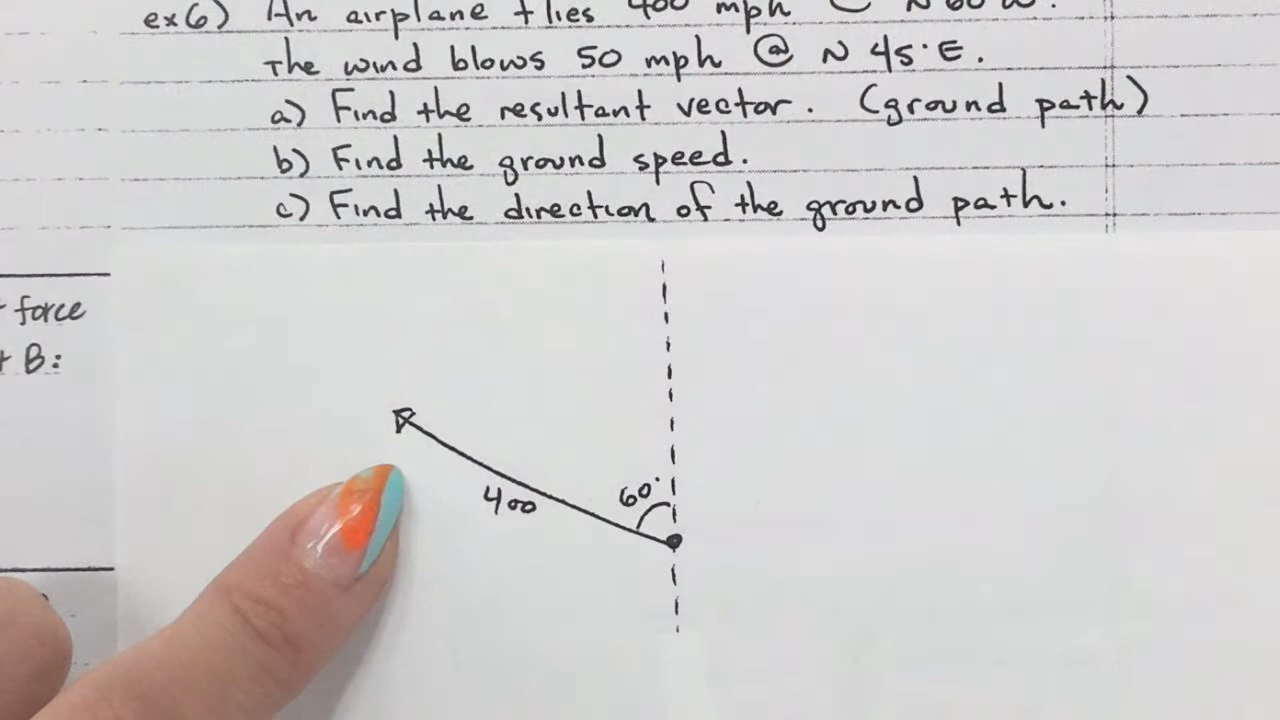 ex6) An airplane flies 400 mph @ N 60° W.
The wind blows 50 mph @ N 45° E.
a) Find the resultant vector. (ground path)
b) Find the ground speed.
c) Find the direction of the ground path.
force
B:
60°
400